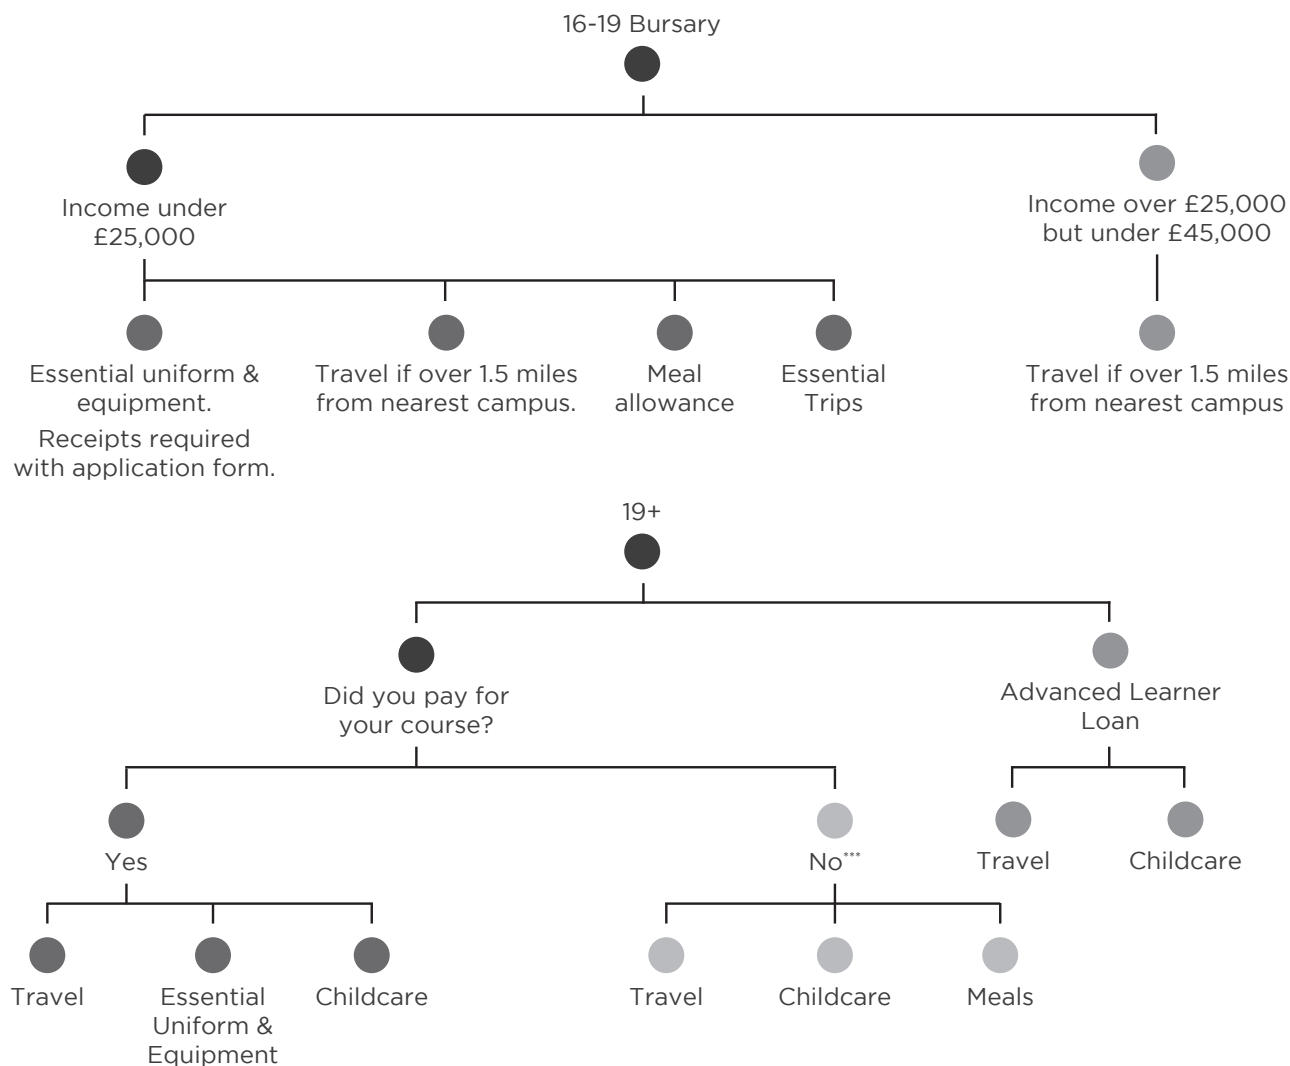 16-19 Bursary
Income under
£25,000
Income over £25,000
but under £45,000
Essential uniform &
equipment.
Receipts required
with application form.
Travel if over 1.5 miles
from nearest campus.
Meal
allowance
Essential
Trips
Travel if over 1.5 miles
from nearest campus
19+
Did you pay for
your course?
Advanced Learner
Loan
Yes
No***
Travel
Childcare
Travel
Essential
Uniform &
Equipment
Childcare
Travel
Childcare
Meals